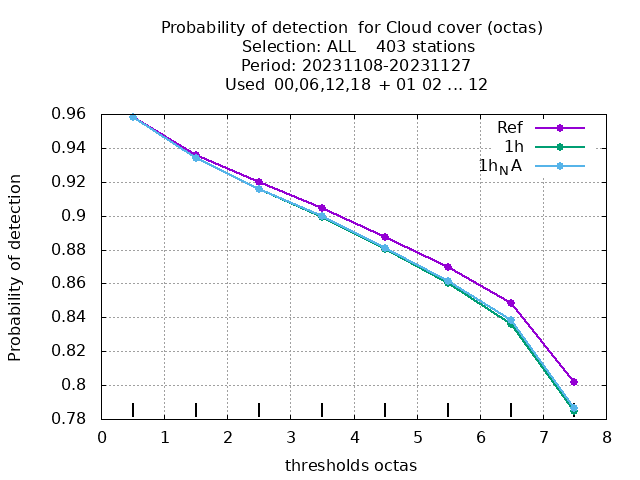 Probability of detection  for Cloud cover (octas)
Selection: ALL    403 stations
Period: 20231108-20231127
Used  00,06,12,18  + 01 02 ... 12
Ref
1h
1h_NA
0.96
0.94
0.92
0.9
0.88
0.86
0.84
0.82
0.8
0.78
Probability of detection
0 1 2 3 4 5 6 7 8
thresholds octas